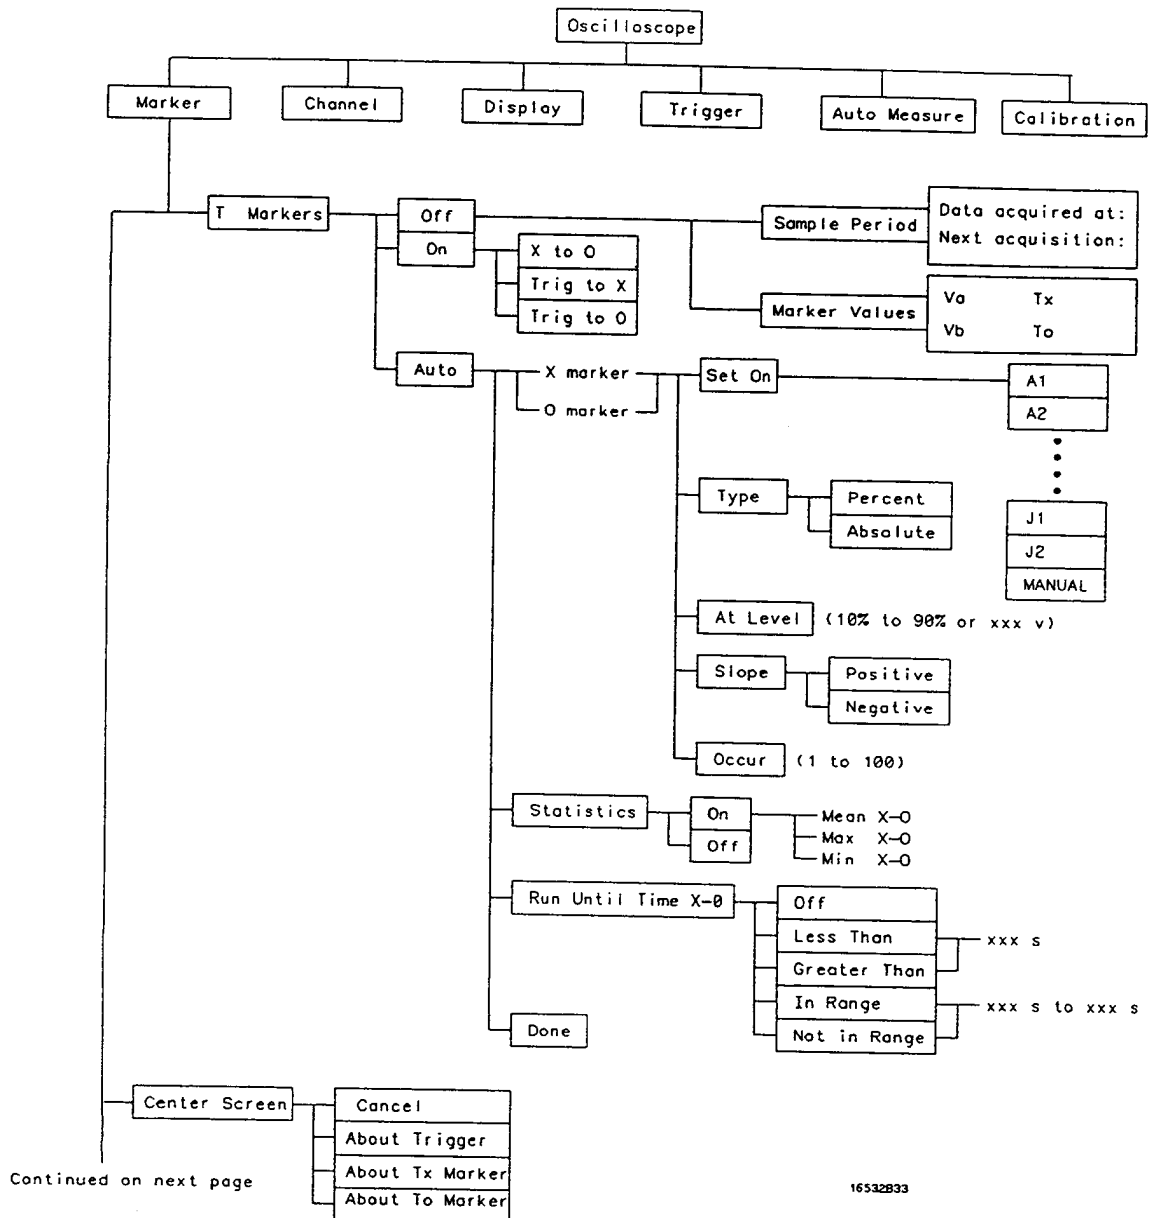 Oscilloscope
Marker
Channel
Display
Trigger
Auto Measure
Calibration
T Markers
Off
On
X to O
Trig to X
Trig to O
Sample Period
Data acquired at:
Next acquisition:
Marker Values
Va Tx
Vb To
Auto
X marker
O marker
Set On
A1
A2
J1
J2
MANUAL
Type
Percent
Absolute
At Level (10% to 90% or xxx v)
Slope
Positive
Negative
Occur (1 to 100)
Statistics
On
Off
Mean X-O
Max X-O
Min X-O
Run Until Time X-0
Off
Less Than
Greater Than
xxx s
In Range
Not in Range
xxx s to xxx s
Done
Center Screen
Cancel
About Trigger
About Tx Marker
About To Marker
Continued on next page
16532B33